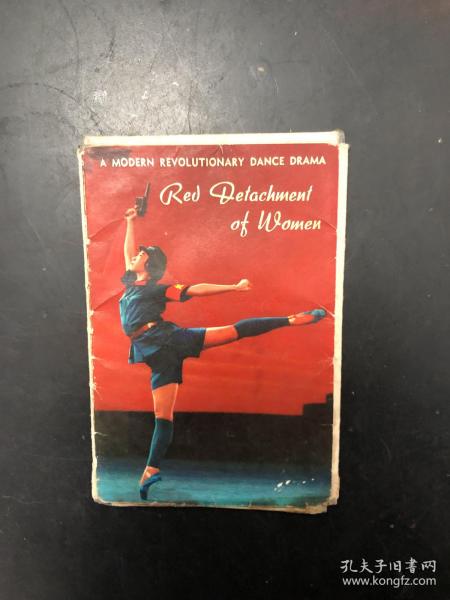 A MODERN REVOLUTIONARY DANCE DRAMA
Red Detachment
of Women
孔夫子旧书网
www.kongfz.com